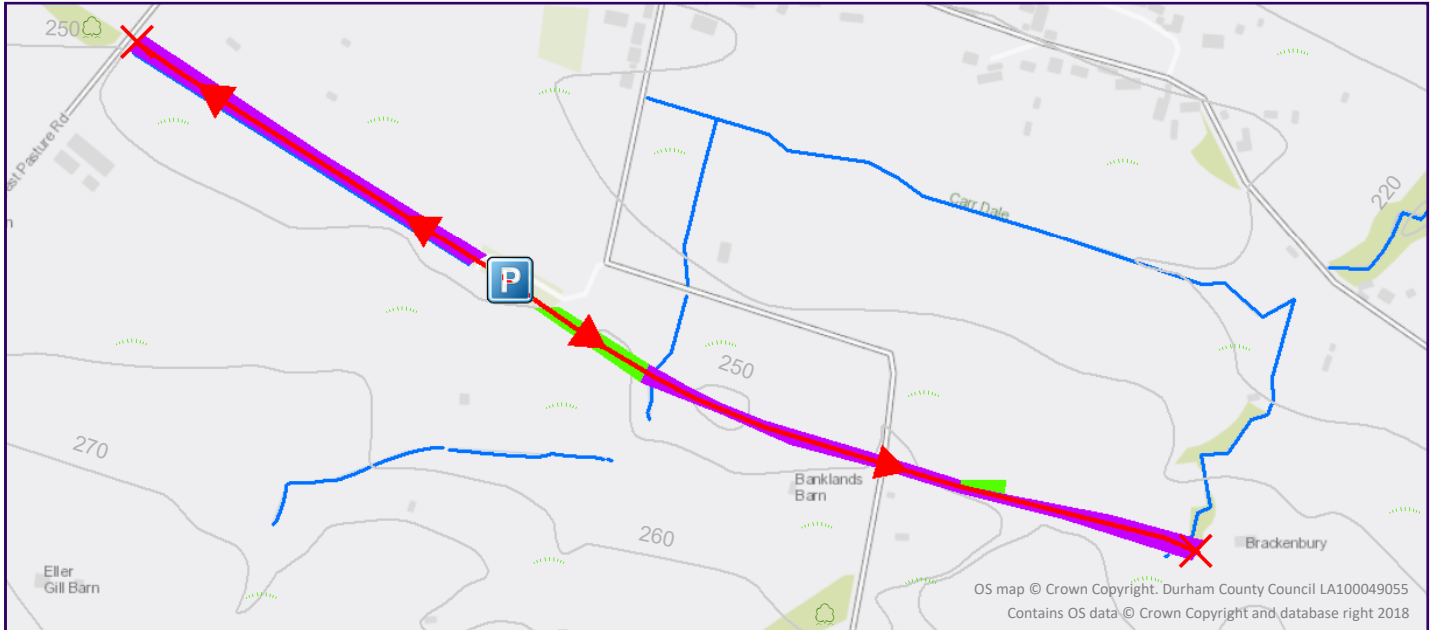 250
ast Pasture Rd
n
P
Carr Dale
220
250
270
Banklands
Barn
260
Brackenbury
Eller
Gill Barn
OS map © Crown Copyright. Durham County Council LA100049055
Contains OS data © Crown Copyright and database right 2018